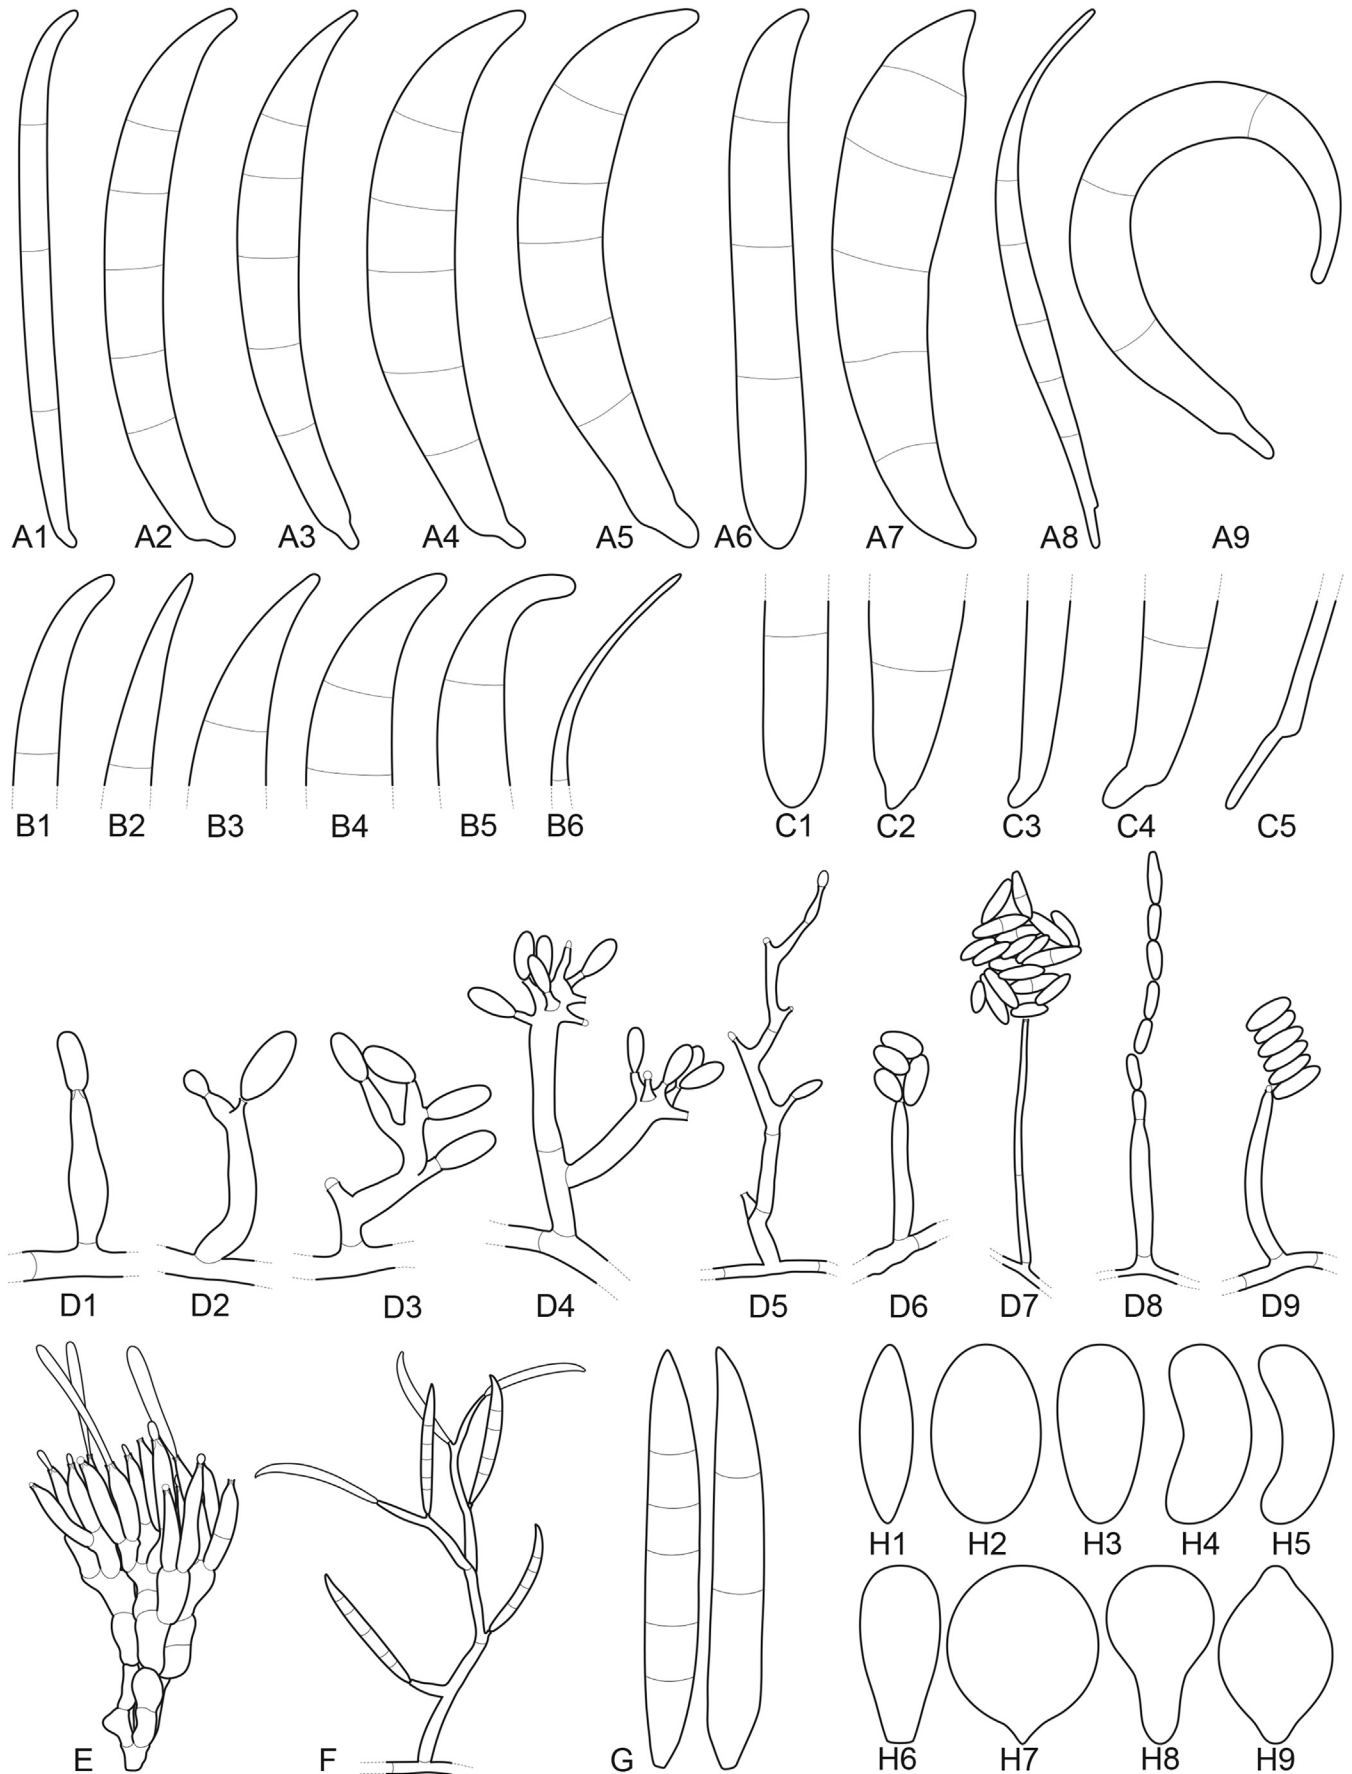 A1 A2 A3 A4 A5 A6 A7 A8 A9
B1 B2 B3 B4 B5 B6 C1 C2 C3 C4 C5
D1 D2 D3 D4 D5 D6 D7 D8 D9
H1 H2 H3 H4 H5
E F G H6 H7 H8 H9